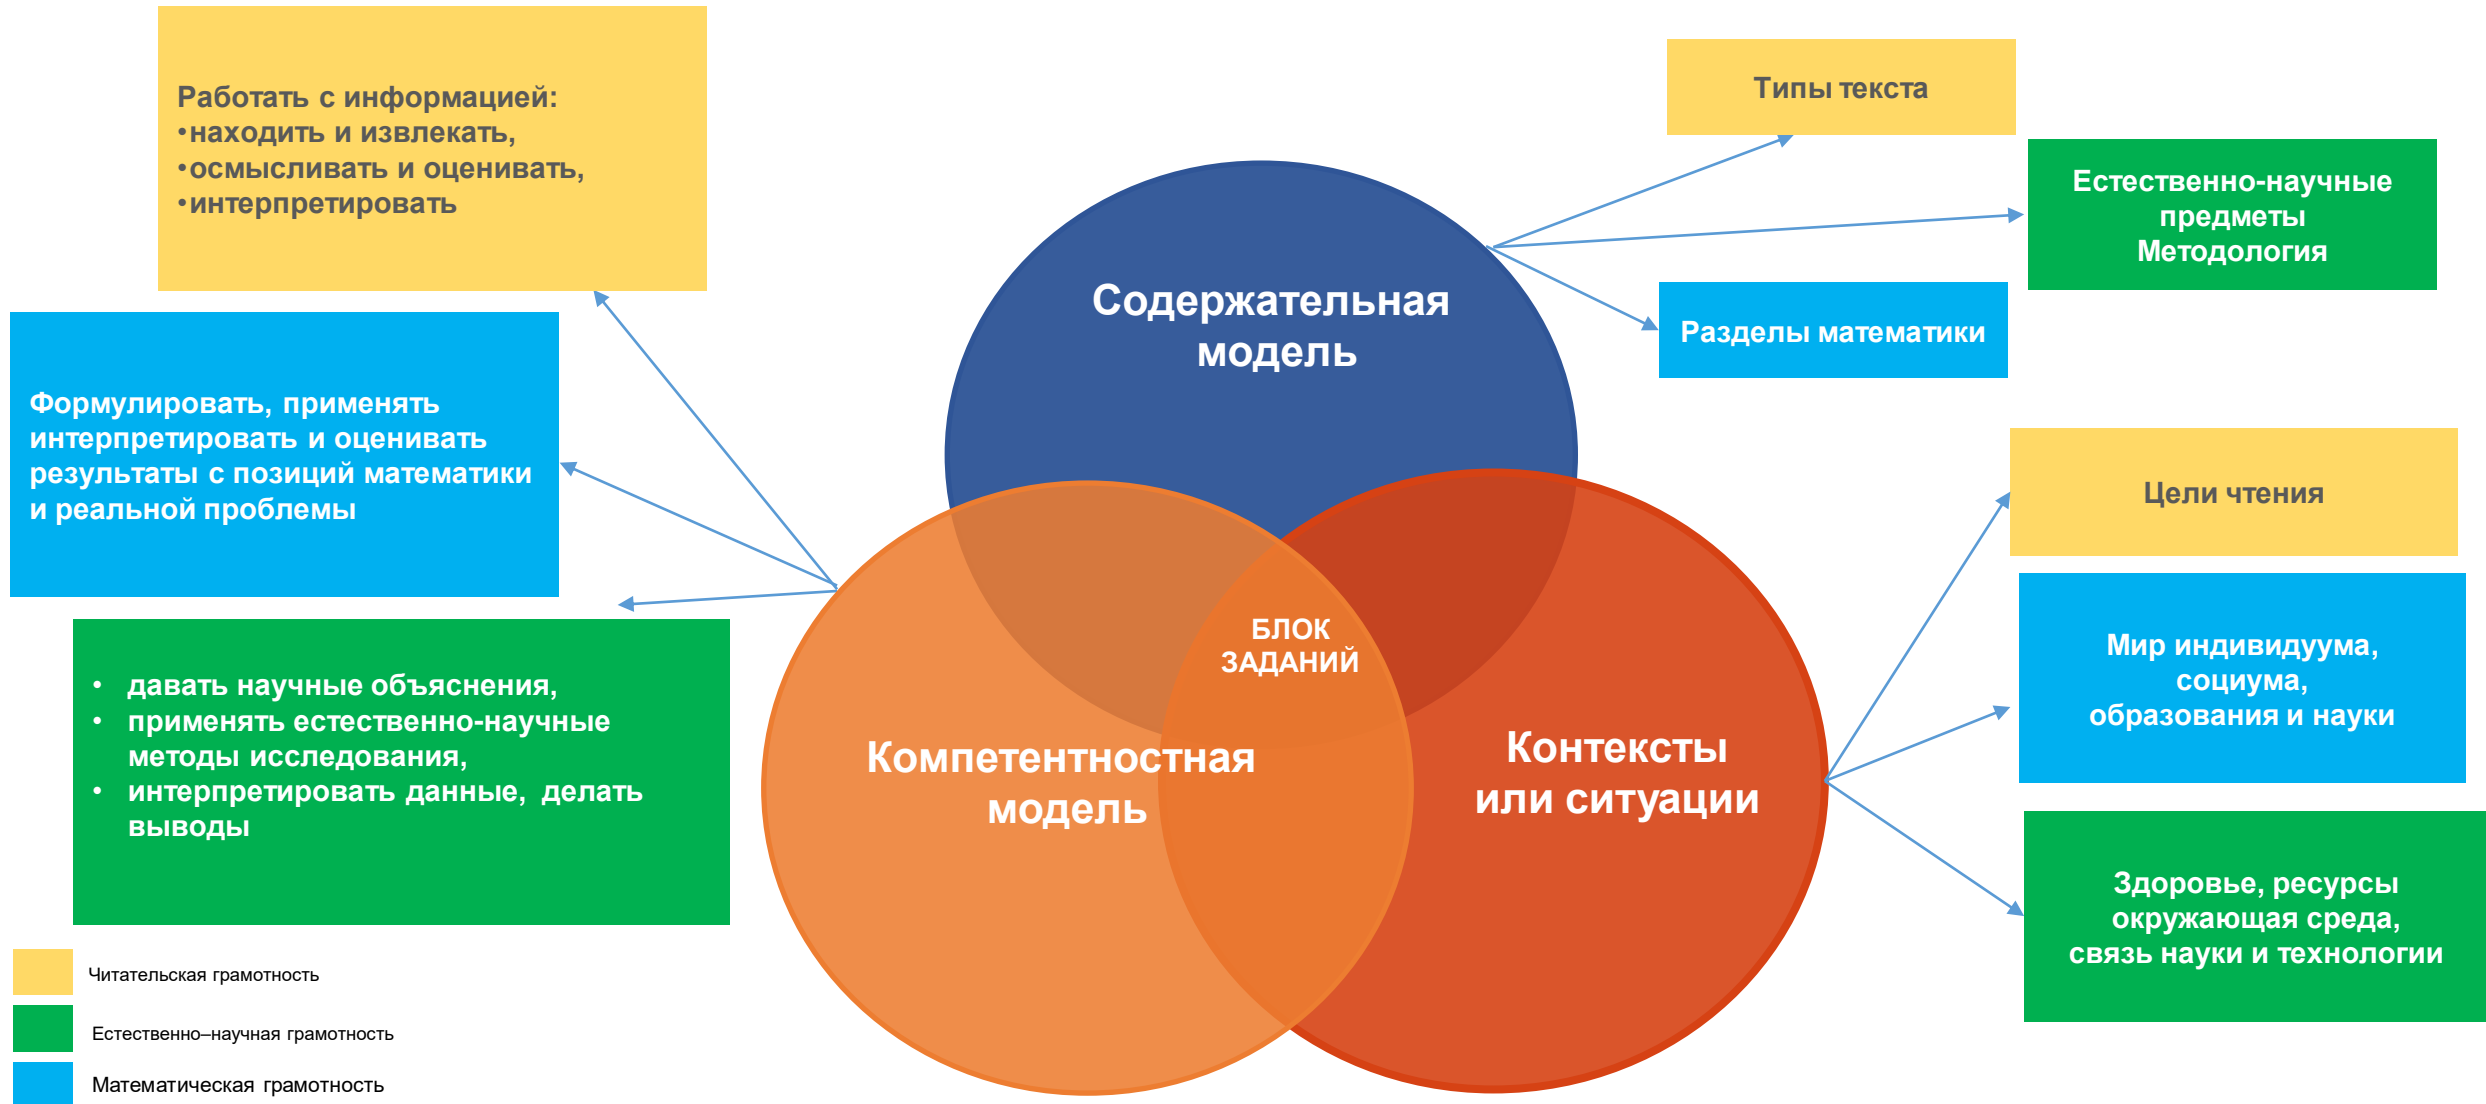 Работать с информацией:
•находить и извлекать,
•осмысливать и оценивать,
•интерпретировать
Формулировать, применять
интерпретировать и оценивать
результаты с позиций математики
и реальной проблемы
• давать научные объяснения,
• применять естественно-научные
методы исследования,
• интерпретировать данные, делать
выводы
Содержательная
модель
БЛОК
ЗАДАНИЙ
Компетентностная
модель
Контексты
или ситуации
Типы текста
Естественно-научные
предметы
Методология
Разделы математики
Цели чтения
Мир индивидуума,
социума,
образования и науки
Здоровье, ресурсы
окружающая среда,
связь науки и технологии
Читательская грамотность
Естественно–научная грамотность
Математическая грамотность